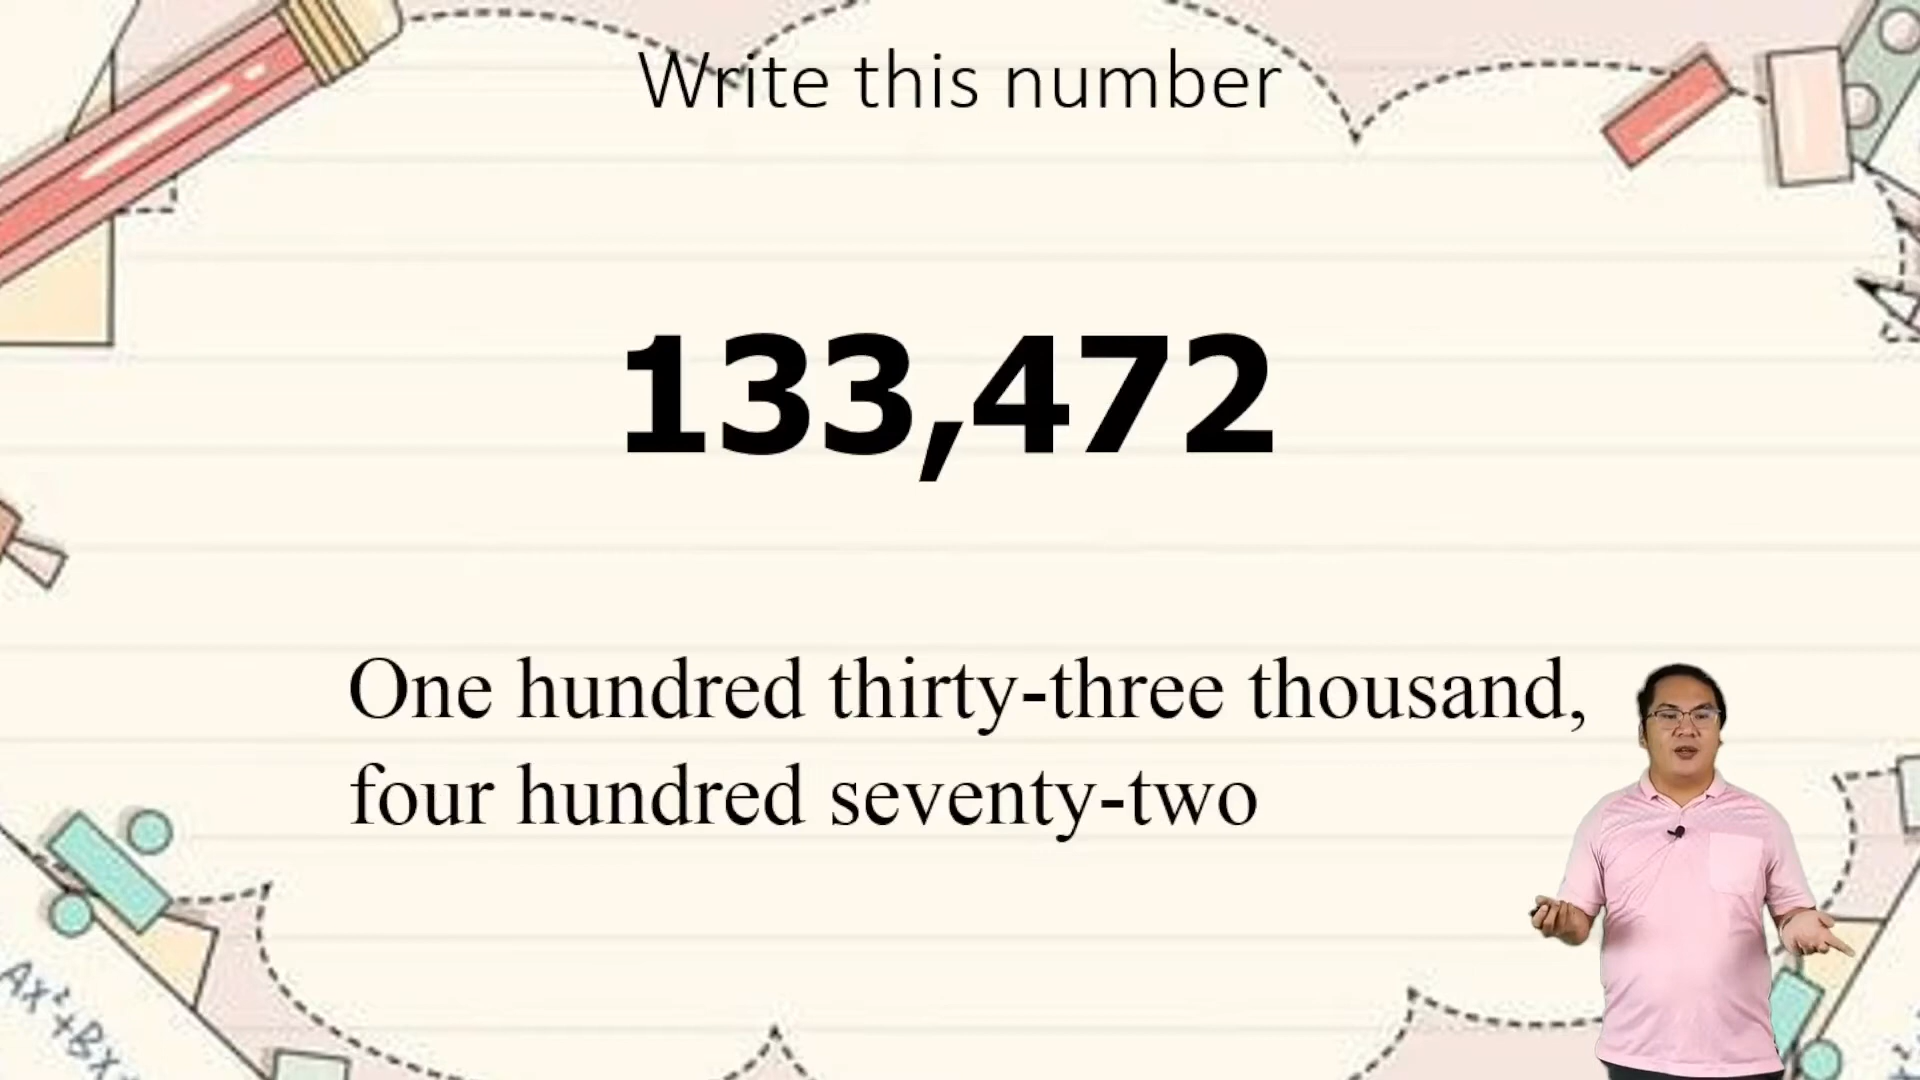 Write this number
133,472
One hundred thirty-three thousand,
four hundred seventy-two